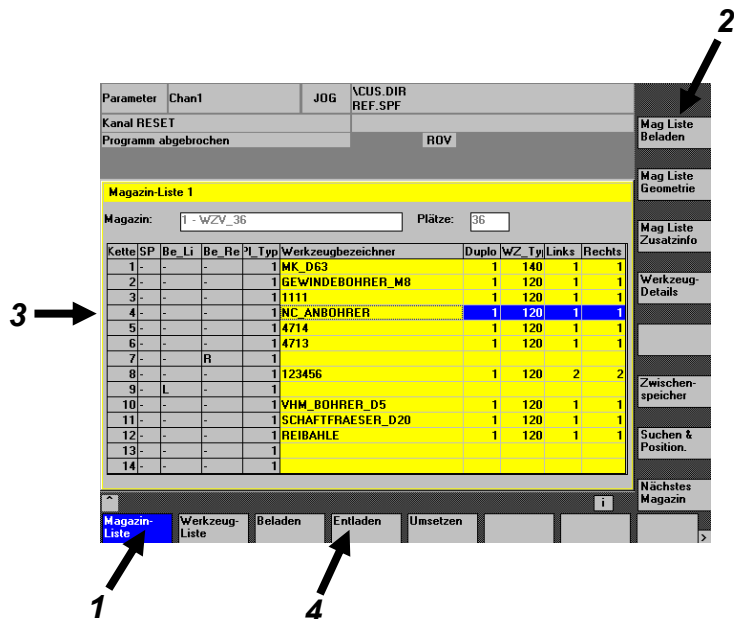 2
Parameter Chan1 JOG \CUS.DIR
REF.SPF
Kanal RESET
Programm abgebrochen ROV
Mag Liste
Beladen
Mag Liste
Geometrie
Mag Liste
Zusatzinfo
Werkzeug-
Details
Zwischen-
speicher
Suchen &
Position.
Nächstes
Magazin
Magazin-Liste 1
Magazin: 1 - WZV_36 Plätze: 36
Kette SP Be_Li Be_Re Pl_Typ Werkzeugbezeichner Duplo WZ_Ty Links Rechts
1 - - - 1 MK_D63 1 140 1 1
2 - - - 1 GEWINDEBOHRER_M8 1 120 1 1
3 - - - 1 1111 1 120 1 1
4 - - - 1 NC_ANBOHRER 1 120 1 1
5 - - - 1 4714 1 120 1 1
6 - - - 1 4713 1 120 1 1
7 - - R 1
8 - - - 1 123456 1 120 2 2
9 - L - 1
10 - - - 1 VHM_BOHRER_D5 1 120 1 1
11 - - - 1 SCHAFTFRAESER_D20 1 120 1 1
12 - - - 1 REIBAHLE 1 120 1 1
13 - - - 1
14 - - - 1
3
^ i
Magazin-
Liste
Werkzeug-
Liste
Beladen Entladen Umsetzen >
1 4